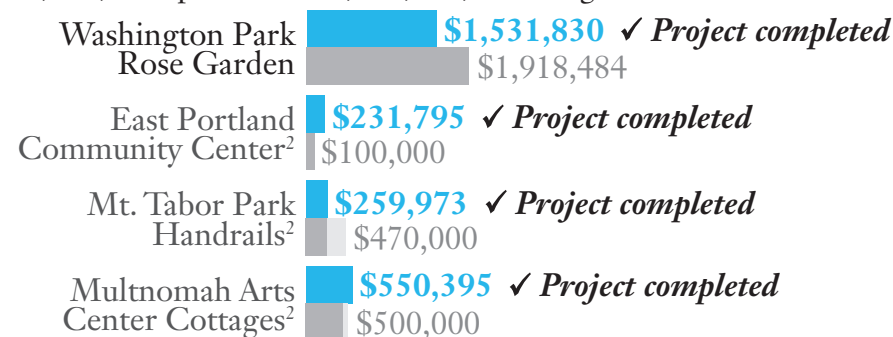 Washington Park $1,531,830 ✓ Project completed
Rose Garden $1,918,484
East Portland $231,795 ✓ Project completed
Community Center² $100,000
Mt. Tabor Park $259,973 ✓ Project completed
Handrails² $470,000
Multnomah Arts $550,395 ✓ Project completed
Center Cottages² $500,000